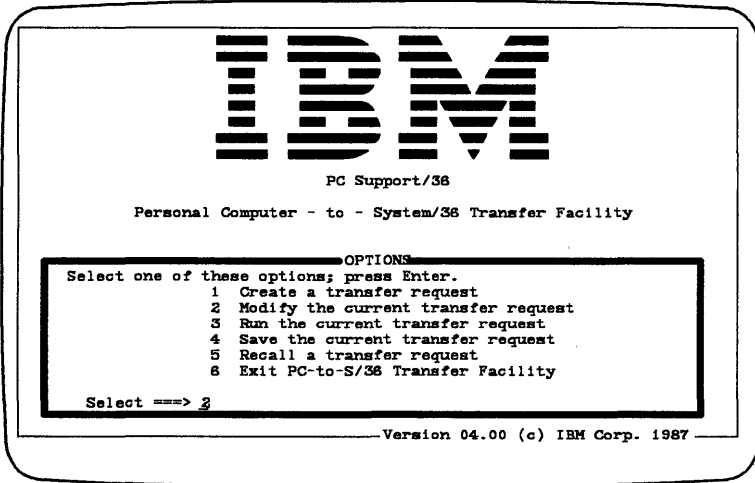 IBM
PC Support/36
Personal Computer - to - System/36 Transfer Facility
OPTIONS
Select one of these options; press Enter.
1 Create a transfer request
2 Modify the current transfer request
3 Run the current transfer request
4 Save the current transfer request
5 Recall a transfer request
6 Exit PC-to-S/36 Transfer Facility
Select ===> 2
Version 04.00 (c) IBM Corp. 1987